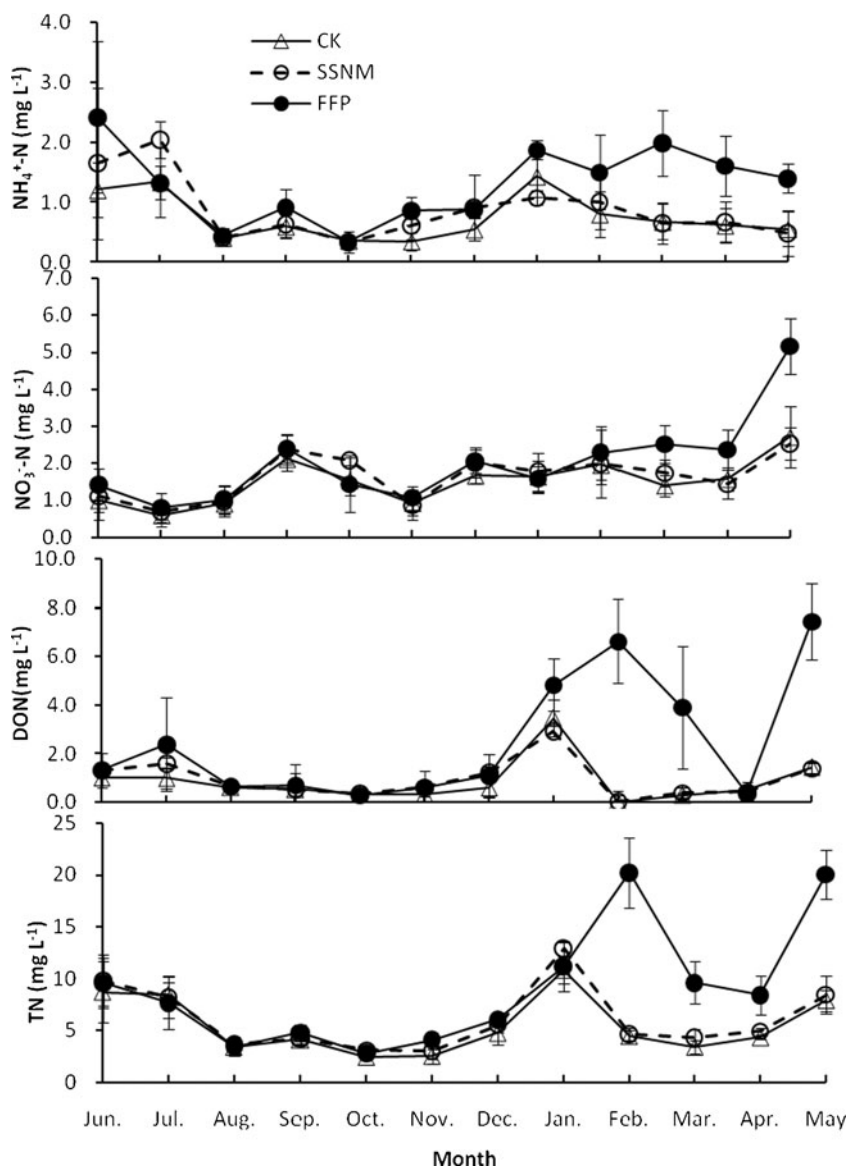 4.0
3.0
2.0
1.0
0.0
NH₄⁺-N (mg L⁻¹)
CK
SSNM
FFP
7.0
6.0
5.0
4.0
3.0
2.0
1.0
0.0
NO₃⁻-N (mg L⁻¹)
10.0
8.0
6.0
4.0
2.0
0.0
DON(mg L⁻¹)
25
20
15
10
5
0
TN (mg L⁻¹)
Jun. Jul. Aug. Sep. Oct. Nov. Dec. Jan. Feb. Mar. Apr. May
Month